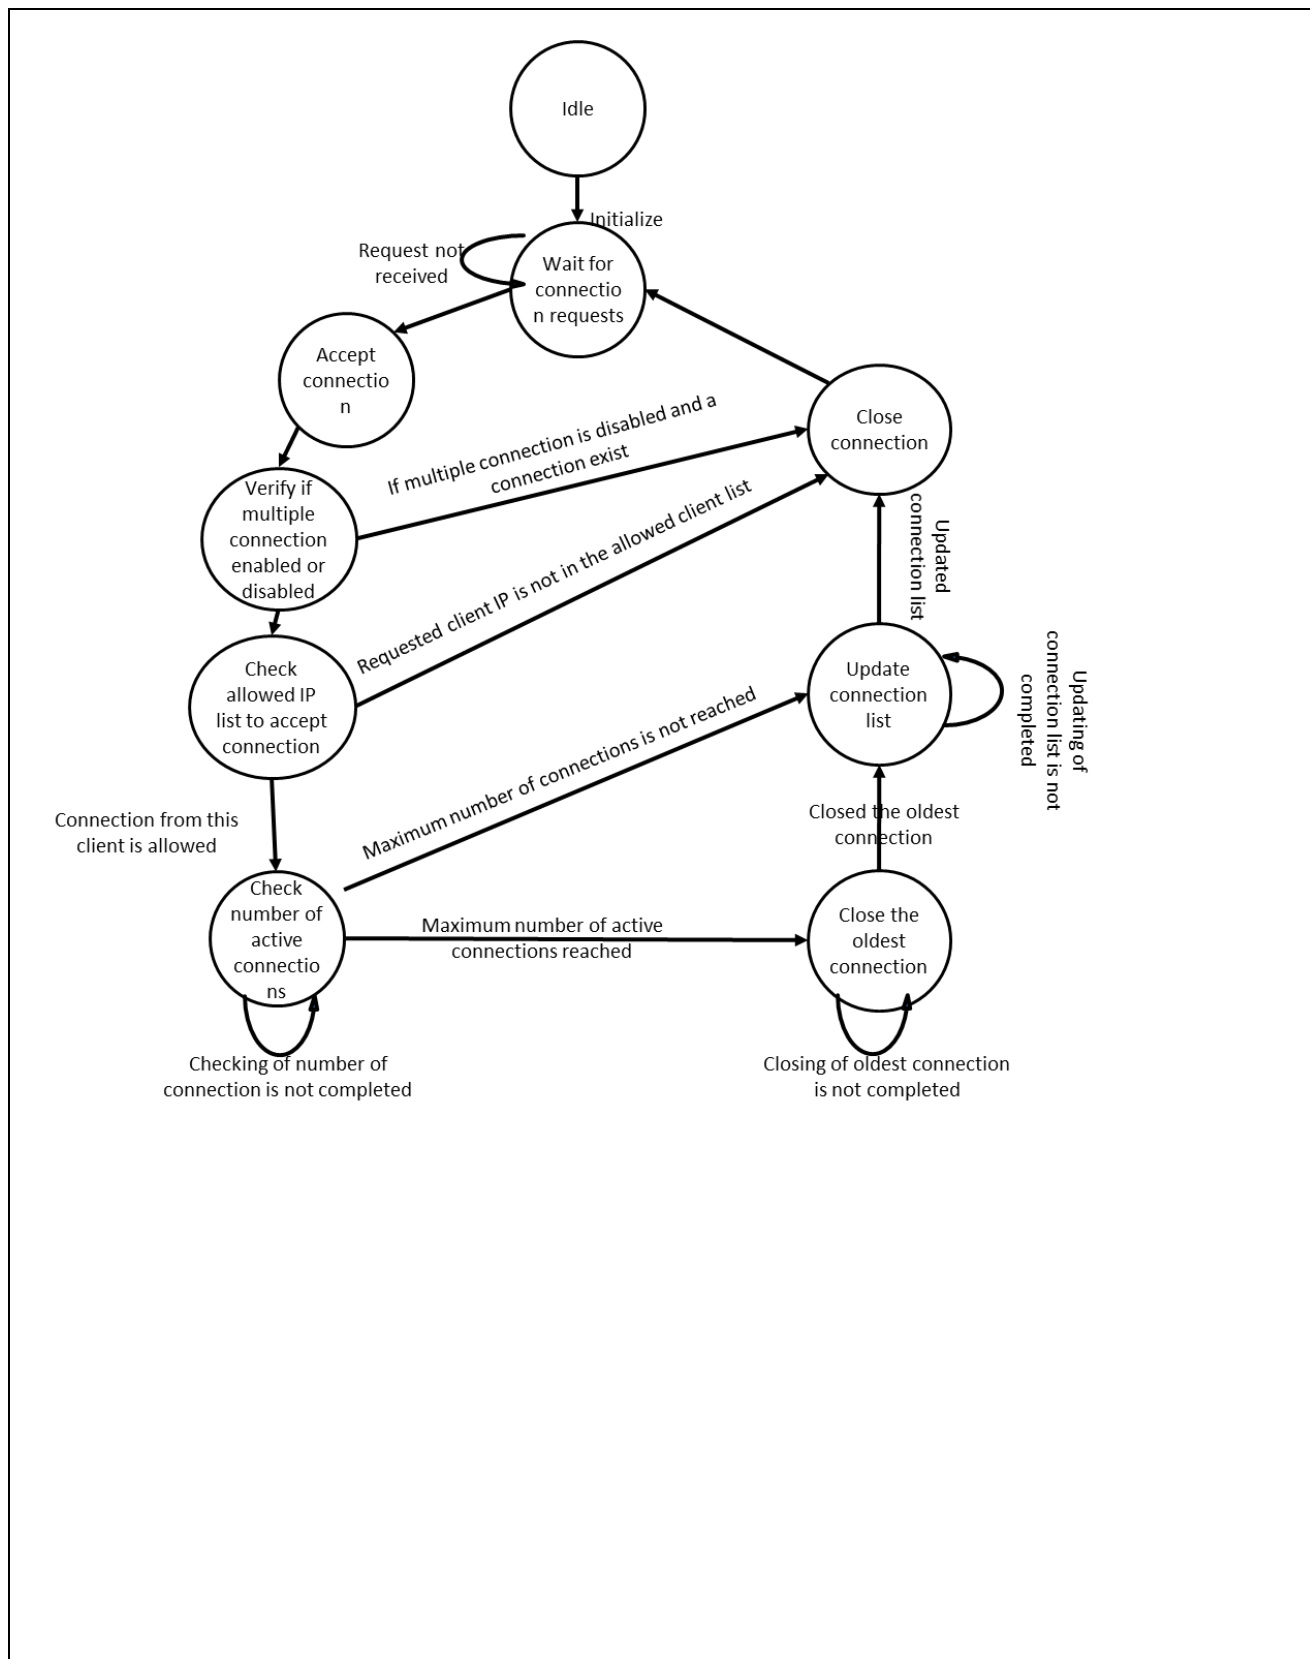 Idle
Initialize
Request not
received
Wait for
connectio
n requests
Accept
connectio
n
If multiple connection is disabled and a
connection exist
Close
connection
Verify if
multiple
connection
enabled or
disabled
Requested client IP is not in the allowed client list
Updated
connection list
Check
allowed IP
list to accept
connection
Update
connection
list
Updating of
connection list is not
completed
Maximum number of connections is not reached
Connection from this
client is allowed
Closed the oldest
connection
Check
number of
active
connectio
ns
Maximum number of active
connections reached
Close the
oldest
connection
Checking of number of
connection is not completed
Closing of oldest connection
is not completed